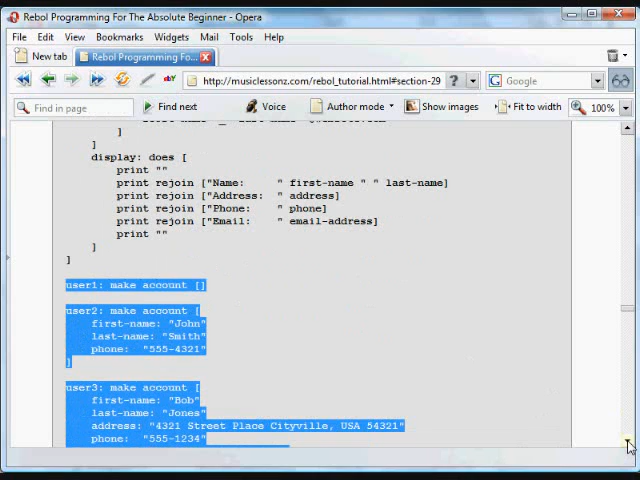 Rebol Programming For The Absolute Beginner - Opera
File Edit View Bookmarks Widgets Mail Tools Help
New tab Rebol Programming Fo...
http://musiclessonz.com/rebol_tutorial.html#section-29 ? Google
Find in page Find next Voice Author mode Show images Fit to width 100%
]
]
display: does [
print ""
print rejoin ["Name:     " first-name " " last-name]
print rejoin ["Address:  " address]
print rejoin ["Phone:    " phone]
print rejoin ["Email:    " email-address]
print ""
]
]
user1: make account []
user2: make account [
first-name: "John"
last-name: "Smith"
phone:  "555-4321"
]
user3: make account [
first-name: "Bob"
last-name: "Jones"
address: "4321 Street Place Cityville, USA 54321"
phone:  "555-1234"